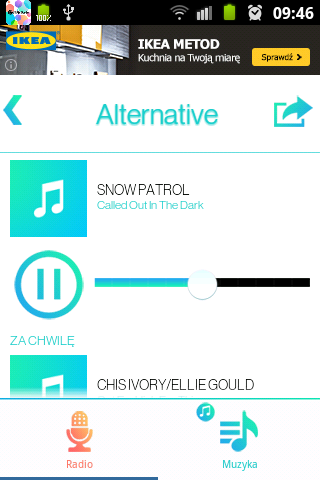 100%
09:46
IKEA
IKEA METOD
Kuchnia na Twoją miarę
Sprawdź
Alternative
SNOW PATROL
Called Out In The Dark
ZA CHWILĘ
CHIS IVORY/ELLIE GOULD
Radio
Muzyka